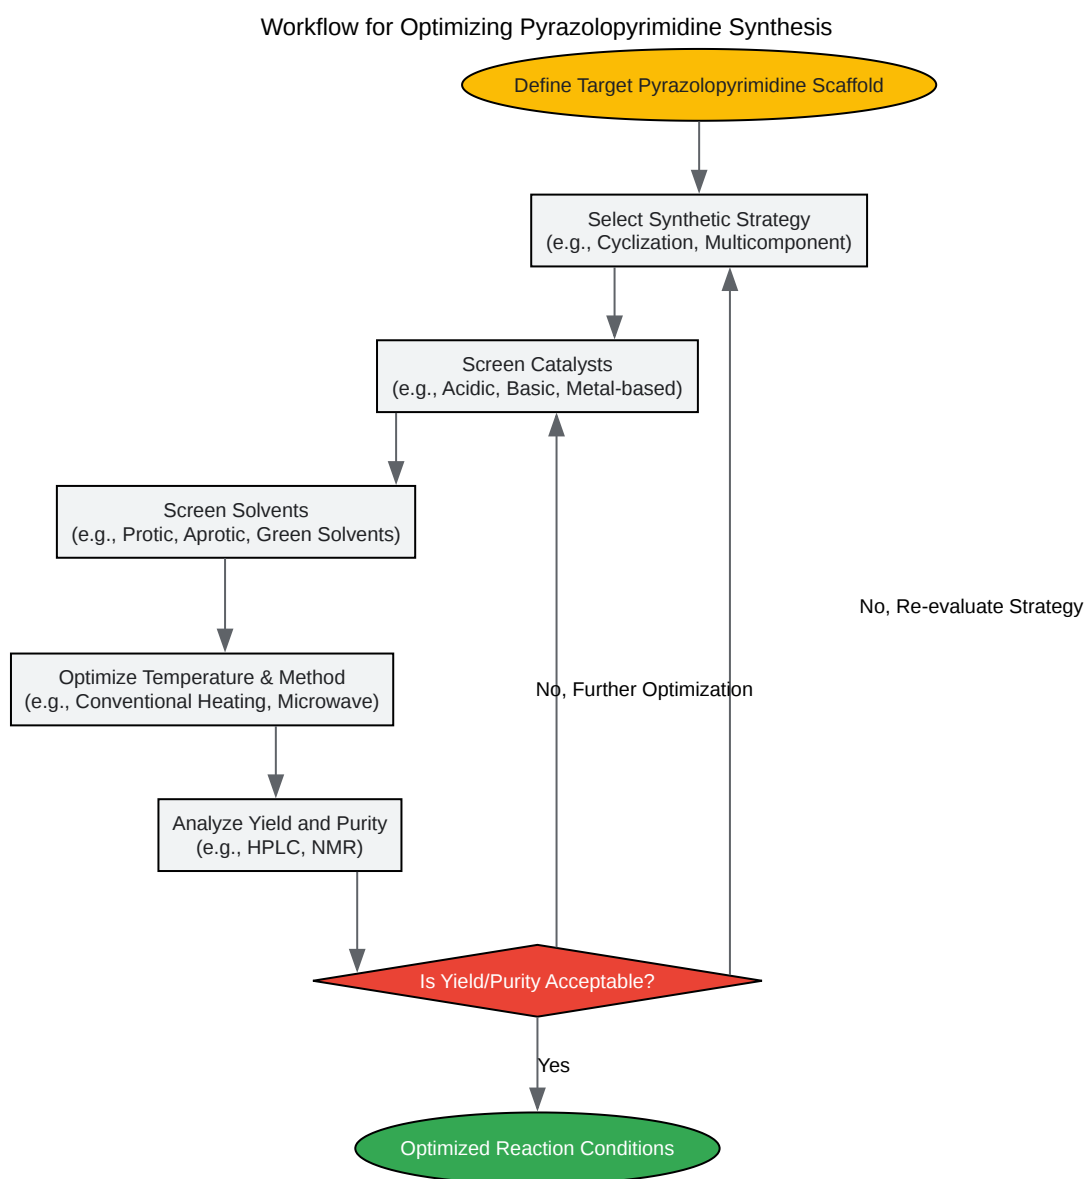 Workflow for Optimizing Pyrazolopyrimidine Synthesis
Define Target Pyrazolopyrimidine Scaffold
Select Synthetic Strategy
(e.g., Cyclization, Multicomponent)
Screen Catalysts
(e.g., Acidic, Basic, Metal-based)
Screen Solvents
(e.g., Protic, Aprotic, Green Solvents)
No, Re-evaluate Strategy
Optimize Temperature & Method
(e.g., Conventional Heating, Microwave)
No, Further Optimization
Analyze Yield and Purity
(e.g., HPLC, NMR)
Is Yield/Purity Acceptable?
Yes
Optimized Reaction Conditions